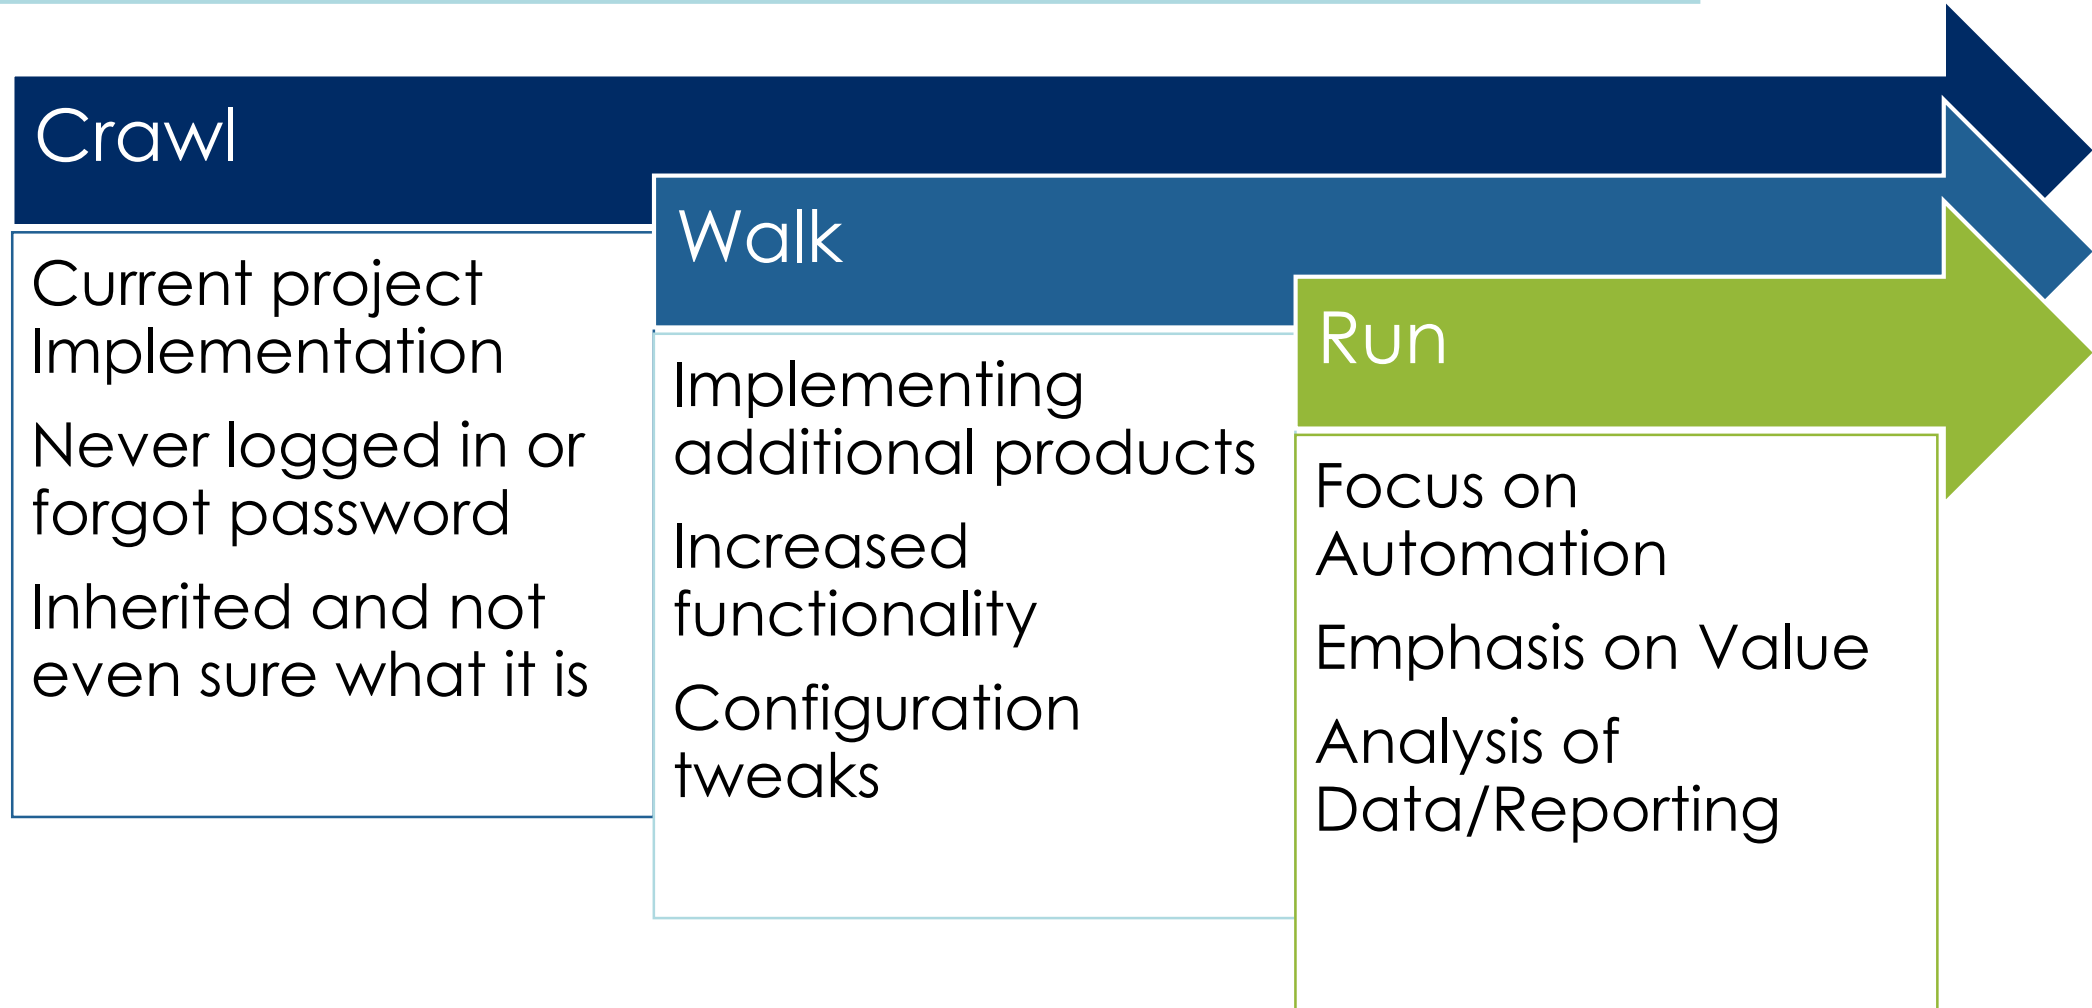 Crawl
Current project
Implementation
Never logged in or
forgot password
Inherited and not
even sure what it is
Walk
Implementing
additional products
Increased
functionality
Configuration
tweaks
Run
Focus on
Automation
Emphasis on Value
Analysis of
Data/Reporting